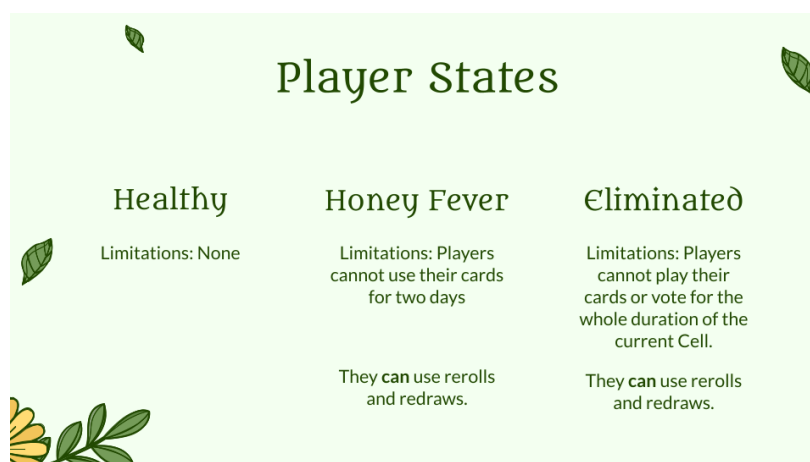 Player States
Healthy
Limitations: None
Honey Fever
Limitations: Players
cannot use their cards
for two days
They can use rerolls
and redraws.
Eliminated
Limitations: Players
cannot play their
cards or vote for the
whole duration of the
current Cell.
They can use rerolls
and redraws.